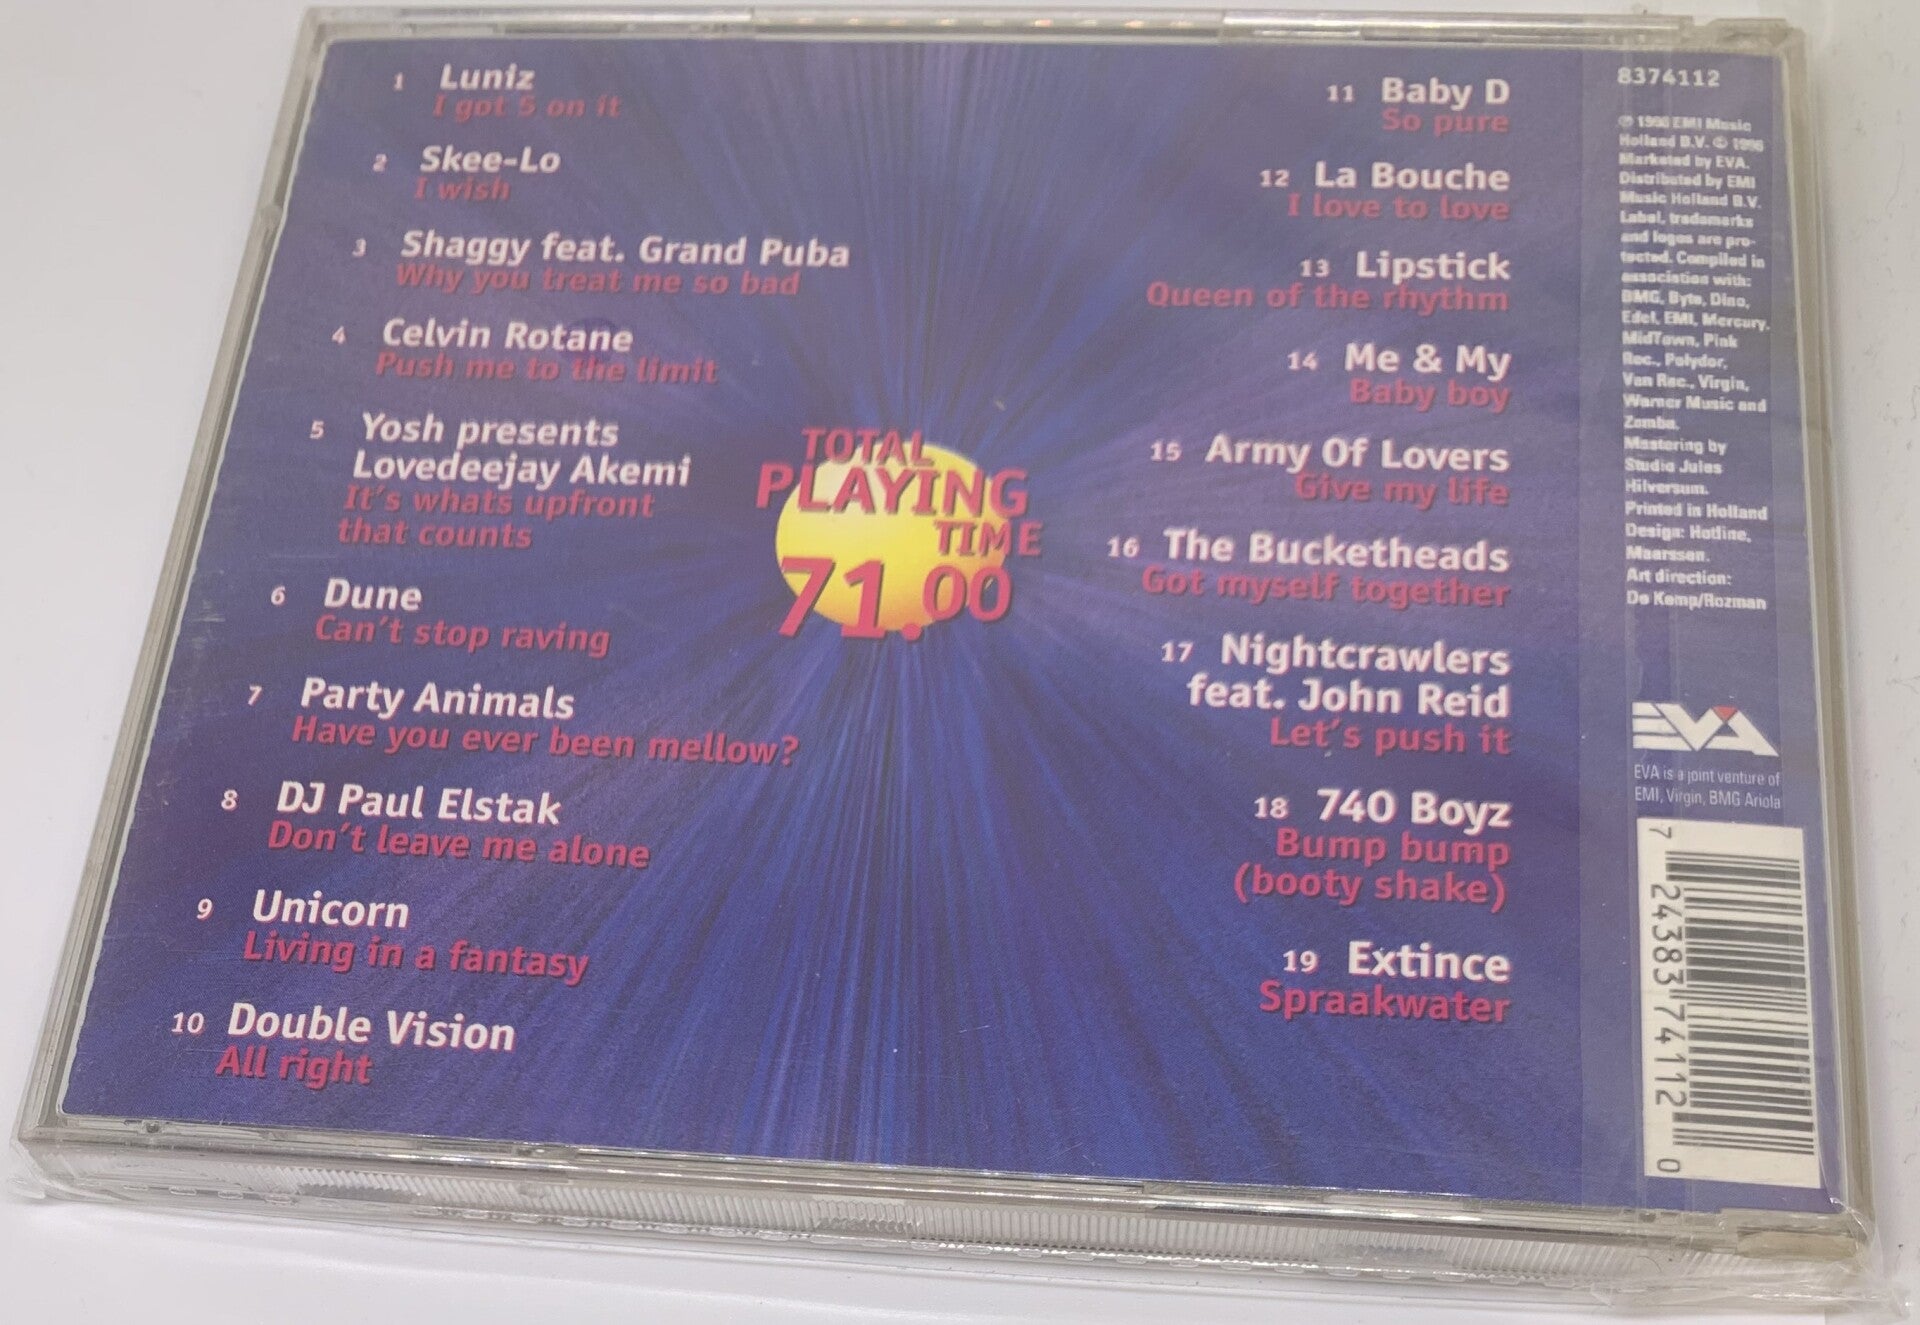 1 Luniz
I got 5 on it
2 Skee-Lo
I wish
3 Shaggy feat. Grand Puba
Why you treat me so bad
4 Celvin Rotane
Push me to the limit
5 Yosh presents
Lovedeejay Akemi
It's whats upfront
that counts
6 Dune
Can't stop raving
7 Party Animals
Have you ever been mellow?
8 DJ Paul Elstak
Don't leave me alone
9 Unicorn
Living in a fantasy
10 Double Vision
All right
TOTAL
PLAYING
TIME
71.00
11 Baby D
So pure
12 La Bouche
I love to love
13 Lipstick
Queen of the rhythm
14 Me & My
Baby boy
15 Army Of Lovers
Give my life
16 The Bucketheads
Got myself together
17 Nightcrawlers
feat. John Reid
Let's push it
18 740 Boyz
Bump bump
(booty shake)
19 Extince
Spraakwater
8374112
℗ 1996 EMI Music
Holland B.V. © 1996
Marketed by EVA.
Distributed by EMI
Music Holland B.V.
Label, trademarks
and logos are pro-
tected. Compiled in
association with:
BMG, Byte, Dino,
Edel, EMI, Mercury,
MidTown, Pink
Rec., Polydor,
Van Rec., Virgin,
Warner Music and
Zomba.
Mastering by
Studio Jules
Hilversum.
Printed in Holland
Design: Hotline,
Maarssen.
Art direction:
De Kemp/Rozman
EVA
EVA is a joint venture of
EMI, Virgin, BMG Ariola
7 24383 74112 0